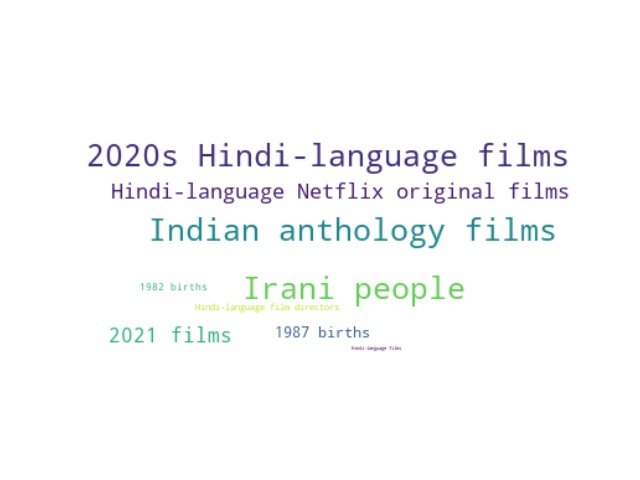 2020s Hindi-language films
Hindi-language Netflix original films
Indian anthology films
1982 births
Irani people
Hindi-language film directors
2021 films
1987 births
Hindi-language films